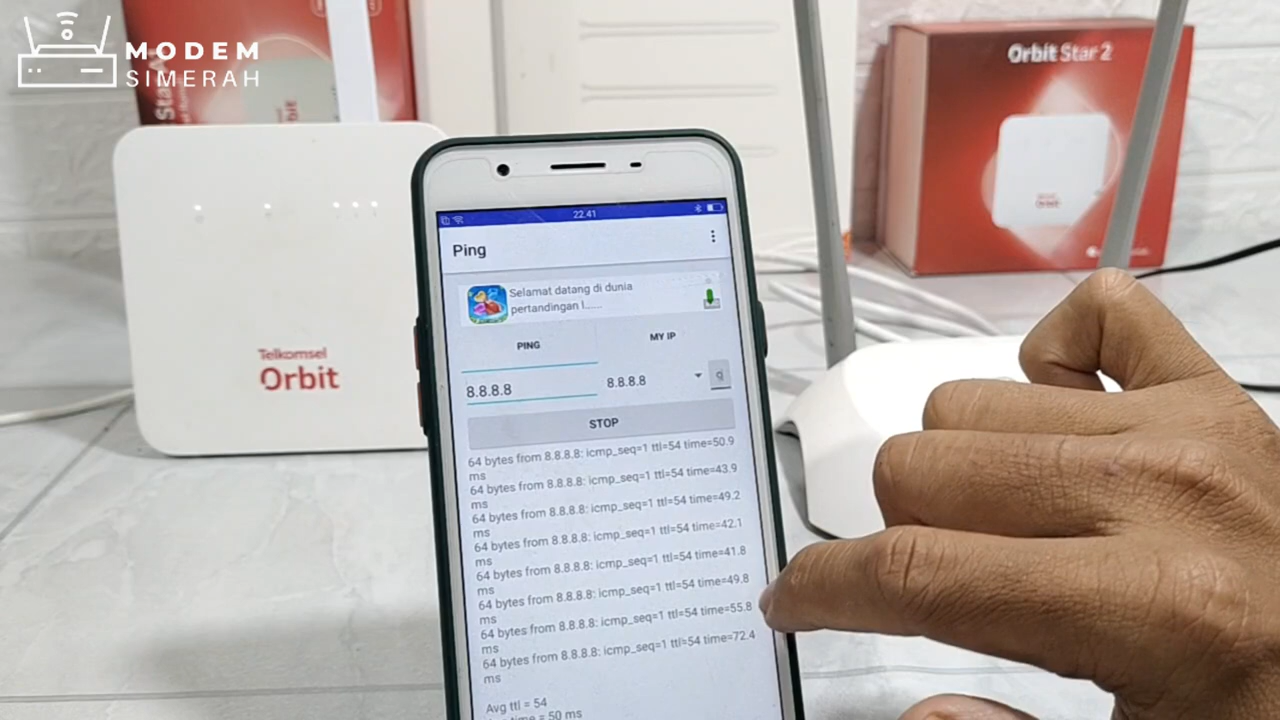 MODEM
SIMERAH
Orbit Star 2
Telkomsel
Orbit
22.41
Ping
Selamat datang di dunia
pertandingan l......
PING
MY IP
8.8.8.8
8.8.8.8
STOP
64 bytes from 8.8.8.8: icmp_seq=1 ttl=54 time=50.9
ms
64 bytes from 8.8.8.8: icmp_seq=1 ttl=54 time=43.9
ms
64 bytes from 8.8.8.8: icmp_seq=1 ttl=54 time=49.2
ms
64 bytes from 8.8.8.8: icmp_seq=1 ttl=54 time=42.1
ms
64 bytes from 8.8.8.8: icmp_seq=1 ttl=54 time=41.8
ms
64 bytes from 8.8.8.8: icmp_seq=1 ttl=54 time=49.8
ms
64 bytes from 8.8.8.8: icmp_seq=1 ttl=54 time=55.8
ms
64 bytes from 8.8.8.8: icmp_seq=1 ttl=54 time=72.4
ms
Avg ttl = 54
time = 50 ms